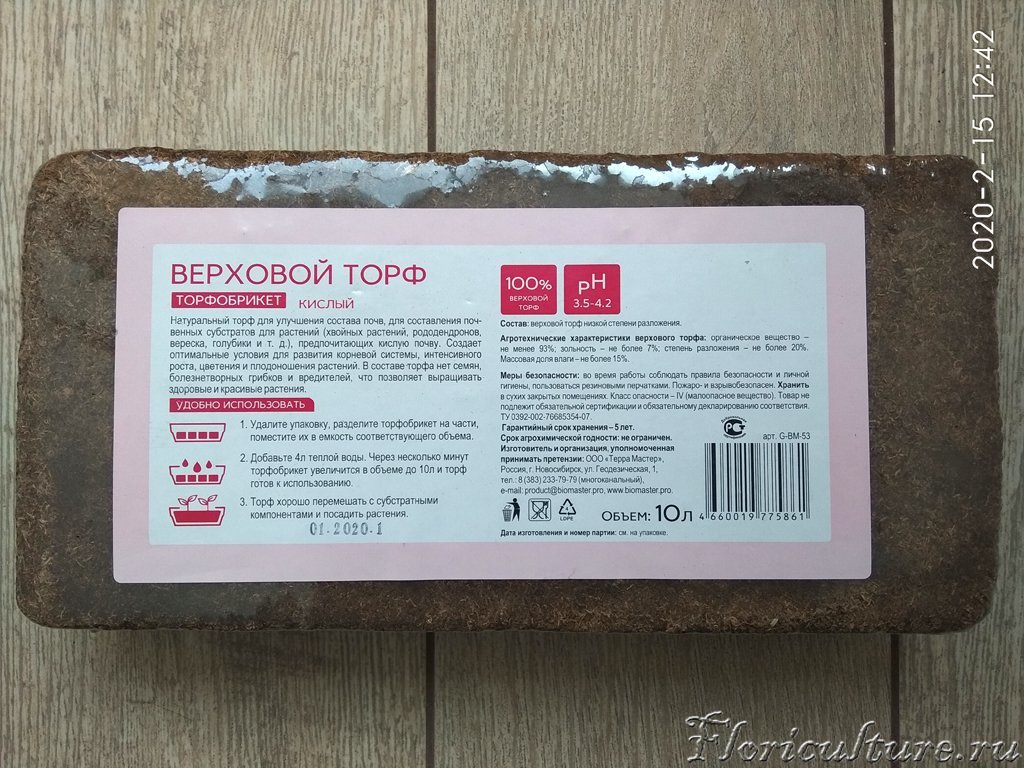 2020-2-15 12:42
ВЕРХОВОЙ ТОРФ
ТОРФОБРИКЕТ КИСЛЫЙ
Натуральный торф для улучшения состава почв, для составления поч-
венных субстратов для растений (хвойных растений, рододендронов,
вереска, голубики и т. д.), предпочитающих кислую почву. Создает
оптимальные условия для развития корневой системы, интенсивного
роста, цветения и плодоношения растений. В составе торфа нет семян,
болезнетворных грибков и вредителей, что позволяет выращивать
здоровые и красивые растения.
УДОБНО ИСПОЛЬЗОВАТЬ
1. Удалите упаковку, разделите торфобрикет на части,
поместите их в емкость соответствующего объема.
2. Добавьте 4л теплой воды. Через несколько минут
торфобрикет увеличится в объеме до 10л и торф
готов к использованию.
3. Торф хорошо перемешать с субстратными
компонентами и посадить растения.
01.2020.1
100%
ВЕРХОВОЙ
ТОРФ
pH
3.5-4.2
Состав: верховой торф низкой степени разложения.
Агротехнические характеристики верхового торфа: органическое вещество –
не менее 93%; зольность – не более 7%; степень разложения – не более 20%.
Массовая доля влаги – не более 15%.
Меры безопасности: во время работы соблюдать правила безопасности и личной
гигиены, пользоваться резиновыми перчатками. Пожаро- и взрывобезопасен. Хранить
в сухих закрытых помещениях. Класс опасности – IV (малоопасное вещество). Товар не
подлежит обязательной сертификации и обязательному декларированию соответствия.
ТУ 0392-002-76685354-07.
Гарантийный срок хранения – 5 лет.
Срок агрохимической годности: не ограничен.
Изготовитель и организация, уполномоченная
принимать претензии: ООО «Терра Мастер»,
Россия, г. Новосибирск, ул. Геодезическая, 1,
тел.: 8 (383) 233-79-79 (многоканальный),
e-mail: product@biomaster.pro, www.biomaster.pro.
арт. G-BM-53
LDPE
ОБЪЕМ: 10л
4 660019 775861
Дата изготовления и номер партии: см. на упаковке.
Floriculture.ru